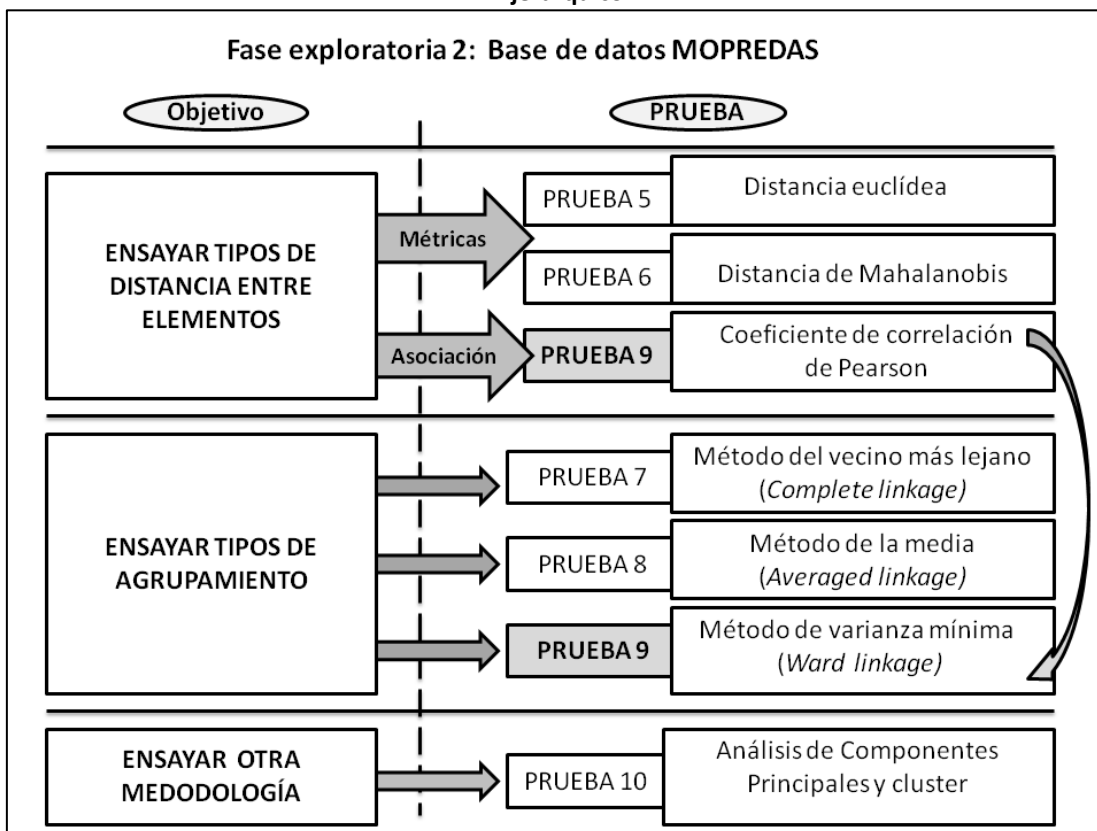 Fase exploratoria 2: Base de datos MOPREDAS
Objetivo
PRUEBA
ENSAYAR TIPOS DE
DISTANCIA ENTRE
ELEMENTOS
Métricas
PRUEBA 5
Distancia euclídea
PRUEBA 6
Distancia de Mahalanobis
Asociación
PRUEBA 9
Coeficiente de correlación
de Pearson
ENSAYAR TIPOS DE
AGRUPAMIENTO
PRUEBA 7
Método del vecino más lejano
(Complete linkage)
PRUEBA 8
Método de la media
(Averaged linkage)
PRUEBA 9
Método de varianza mínima
(Ward linkage)
ENSAYAR OTRA
MEDODOLOGÍA
PRUEBA 10
Análisis de Componentes
Principales y cluster